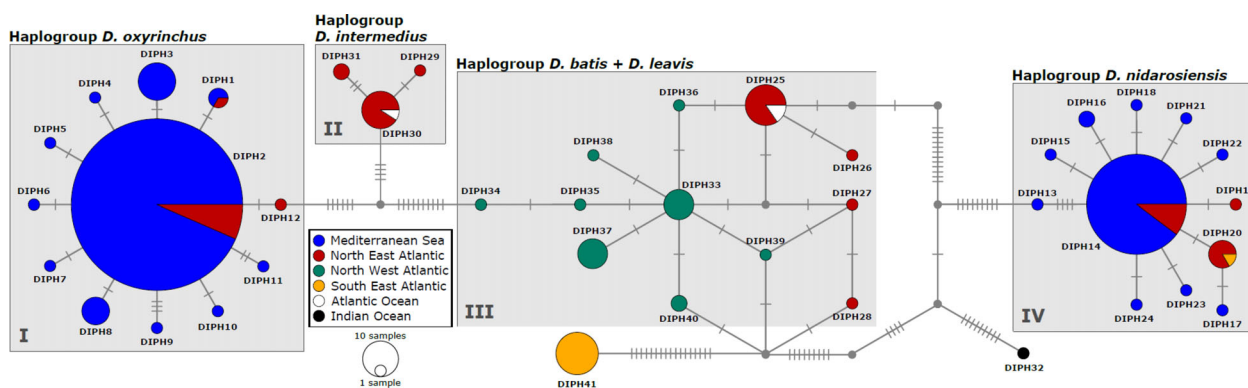 Haplogroup D. oxyrinchus
Haplogroup
D. intermedius
Haplogroup D. batis + D. leavis
Haplogroup D. nidarosiensis
DIPH3
DIPH4
DIPH1
DIPH5
DIPH2
DIPH6
DIPH12
DIPH7
DIPH11
DIPH8
DIPH10
DIPH9
I
DIPH31
DIPH29
DIPH30
II
Mediterranean Sea
North East Atlantic
North West Atlantic
South East Atlantic
Atlantic Ocean
Indian Ocean
10 samples
1 sample
DIPH36
DIPH25
DIPH38
DIPH26
DIPH34
DIPH35
DIPH33
DIPH27
DIPH37
DIPH39
DIPH40
DIPH28
III
DIPH41
DIPH32
DIPH18
DIPH16
DIPH21
DIPH15
DIPH22
DIPH13
DIPH1
DIPH14
DIPH20
DIPH23
DIPH24
DIPH17
IV